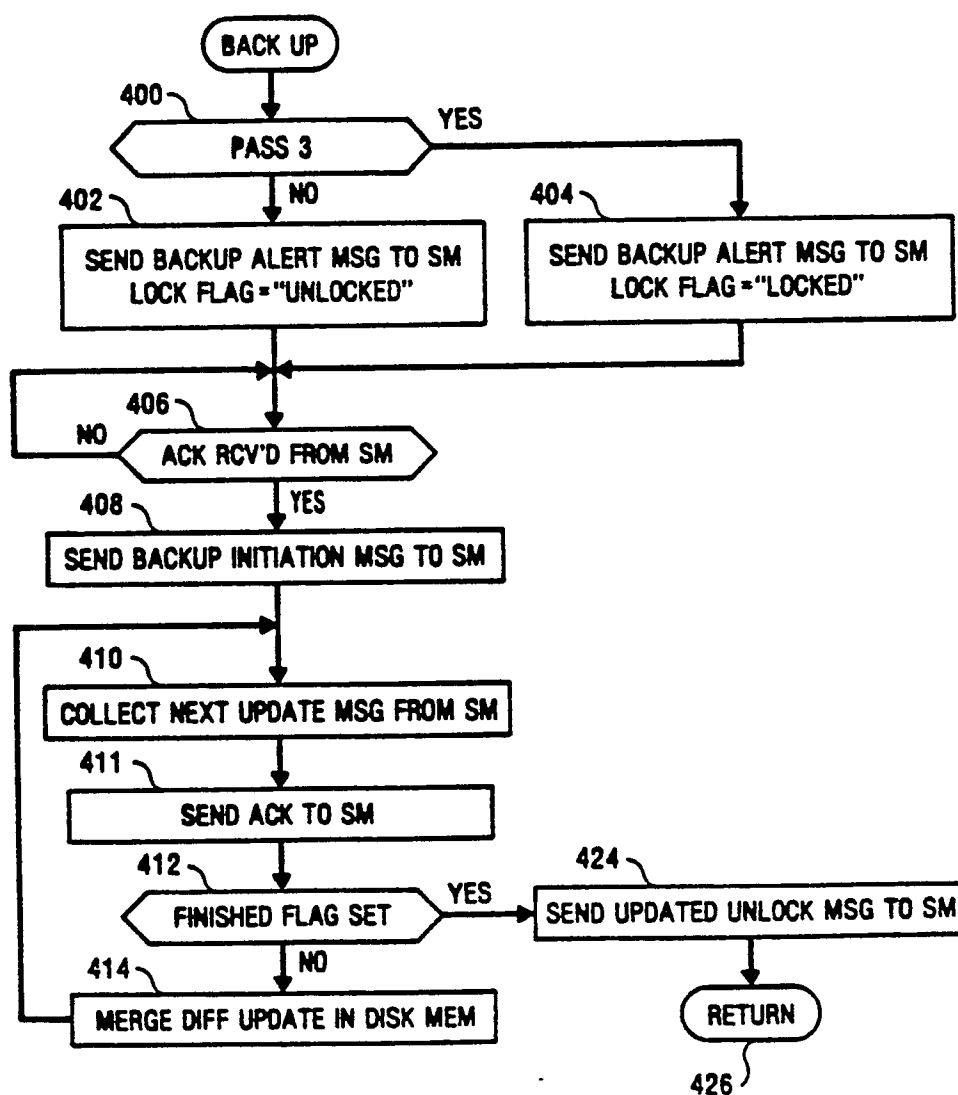 BACK UP
400
YES
PASS 3
NO
402
404
SEND BACKUP ALERT MSG TO SM
LOCK FLAG="UNLOCKED"
SEND BACKUP ALERT MSG TO SM
LOCK FLAG="LOCKED"
406
NO
ACK RCV'D FROM SM
YES
408
SEND BACKUP INITIATION MSG TO SM
410
COLLECT NEXT UPDATE MSG FROM SM
411
SEND ACK TO SM
412
YES
424
FINISHED FLAG SET
SEND UPDATED UNLOCK MSG TO SM
NO
414
MERGE DIFF UPDATE IN DISK MEM
RETURN
426